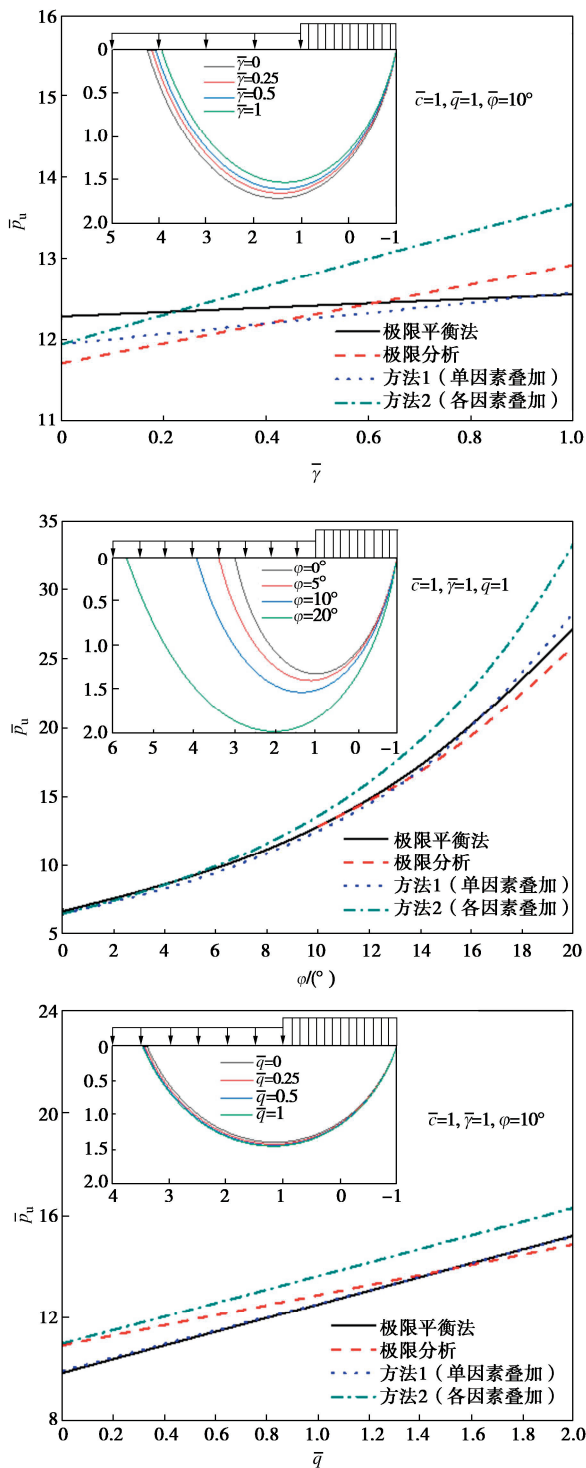 16
15
14
13
12
11
p̄u
0
0.5
1.0
1.5
2.0
5 4 3 2 1 0 −1
γ̄=0
γ̄=0.25
γ̄=0.5
γ̄=1
c̄=1, q̄=1, φ̄=10°
极限平衡法
极限分析
方法1（单因素叠加）
方法2（各因素叠加）
0 0.2 0.4 0.6 0.8 1.0
γ̄
35
30
25
20
15
10
5
p̄u
0
0.5
1.0
1.5
2.0
6 5 4 3 2 1 0 −1
φ=0°
φ=5°
φ=10°
φ=20°
c̄=1, γ̄=1, q̄=1
极限平衡法
极限分析
方法1（单因素叠加）
方法2（各因素叠加）
0 2 4 6 8 10 12 14 16 18 20
φ/(°)
24
20
16
12
8
p̄u
0
0.5
1.0
1.5
2.0
4 3 2 1 0 −1
q̄=0
q̄=0.25
q̄=0.5
q̄=1
c̄=1, γ̄=1, φ=10°
极限平衡法
极限分析
方法1（单因素叠加）
方法2（各因素叠加）
0 0.2 0.4 0.6 0.8 1.0 1.2 1.4 1.6 1.8 2.0
q̄